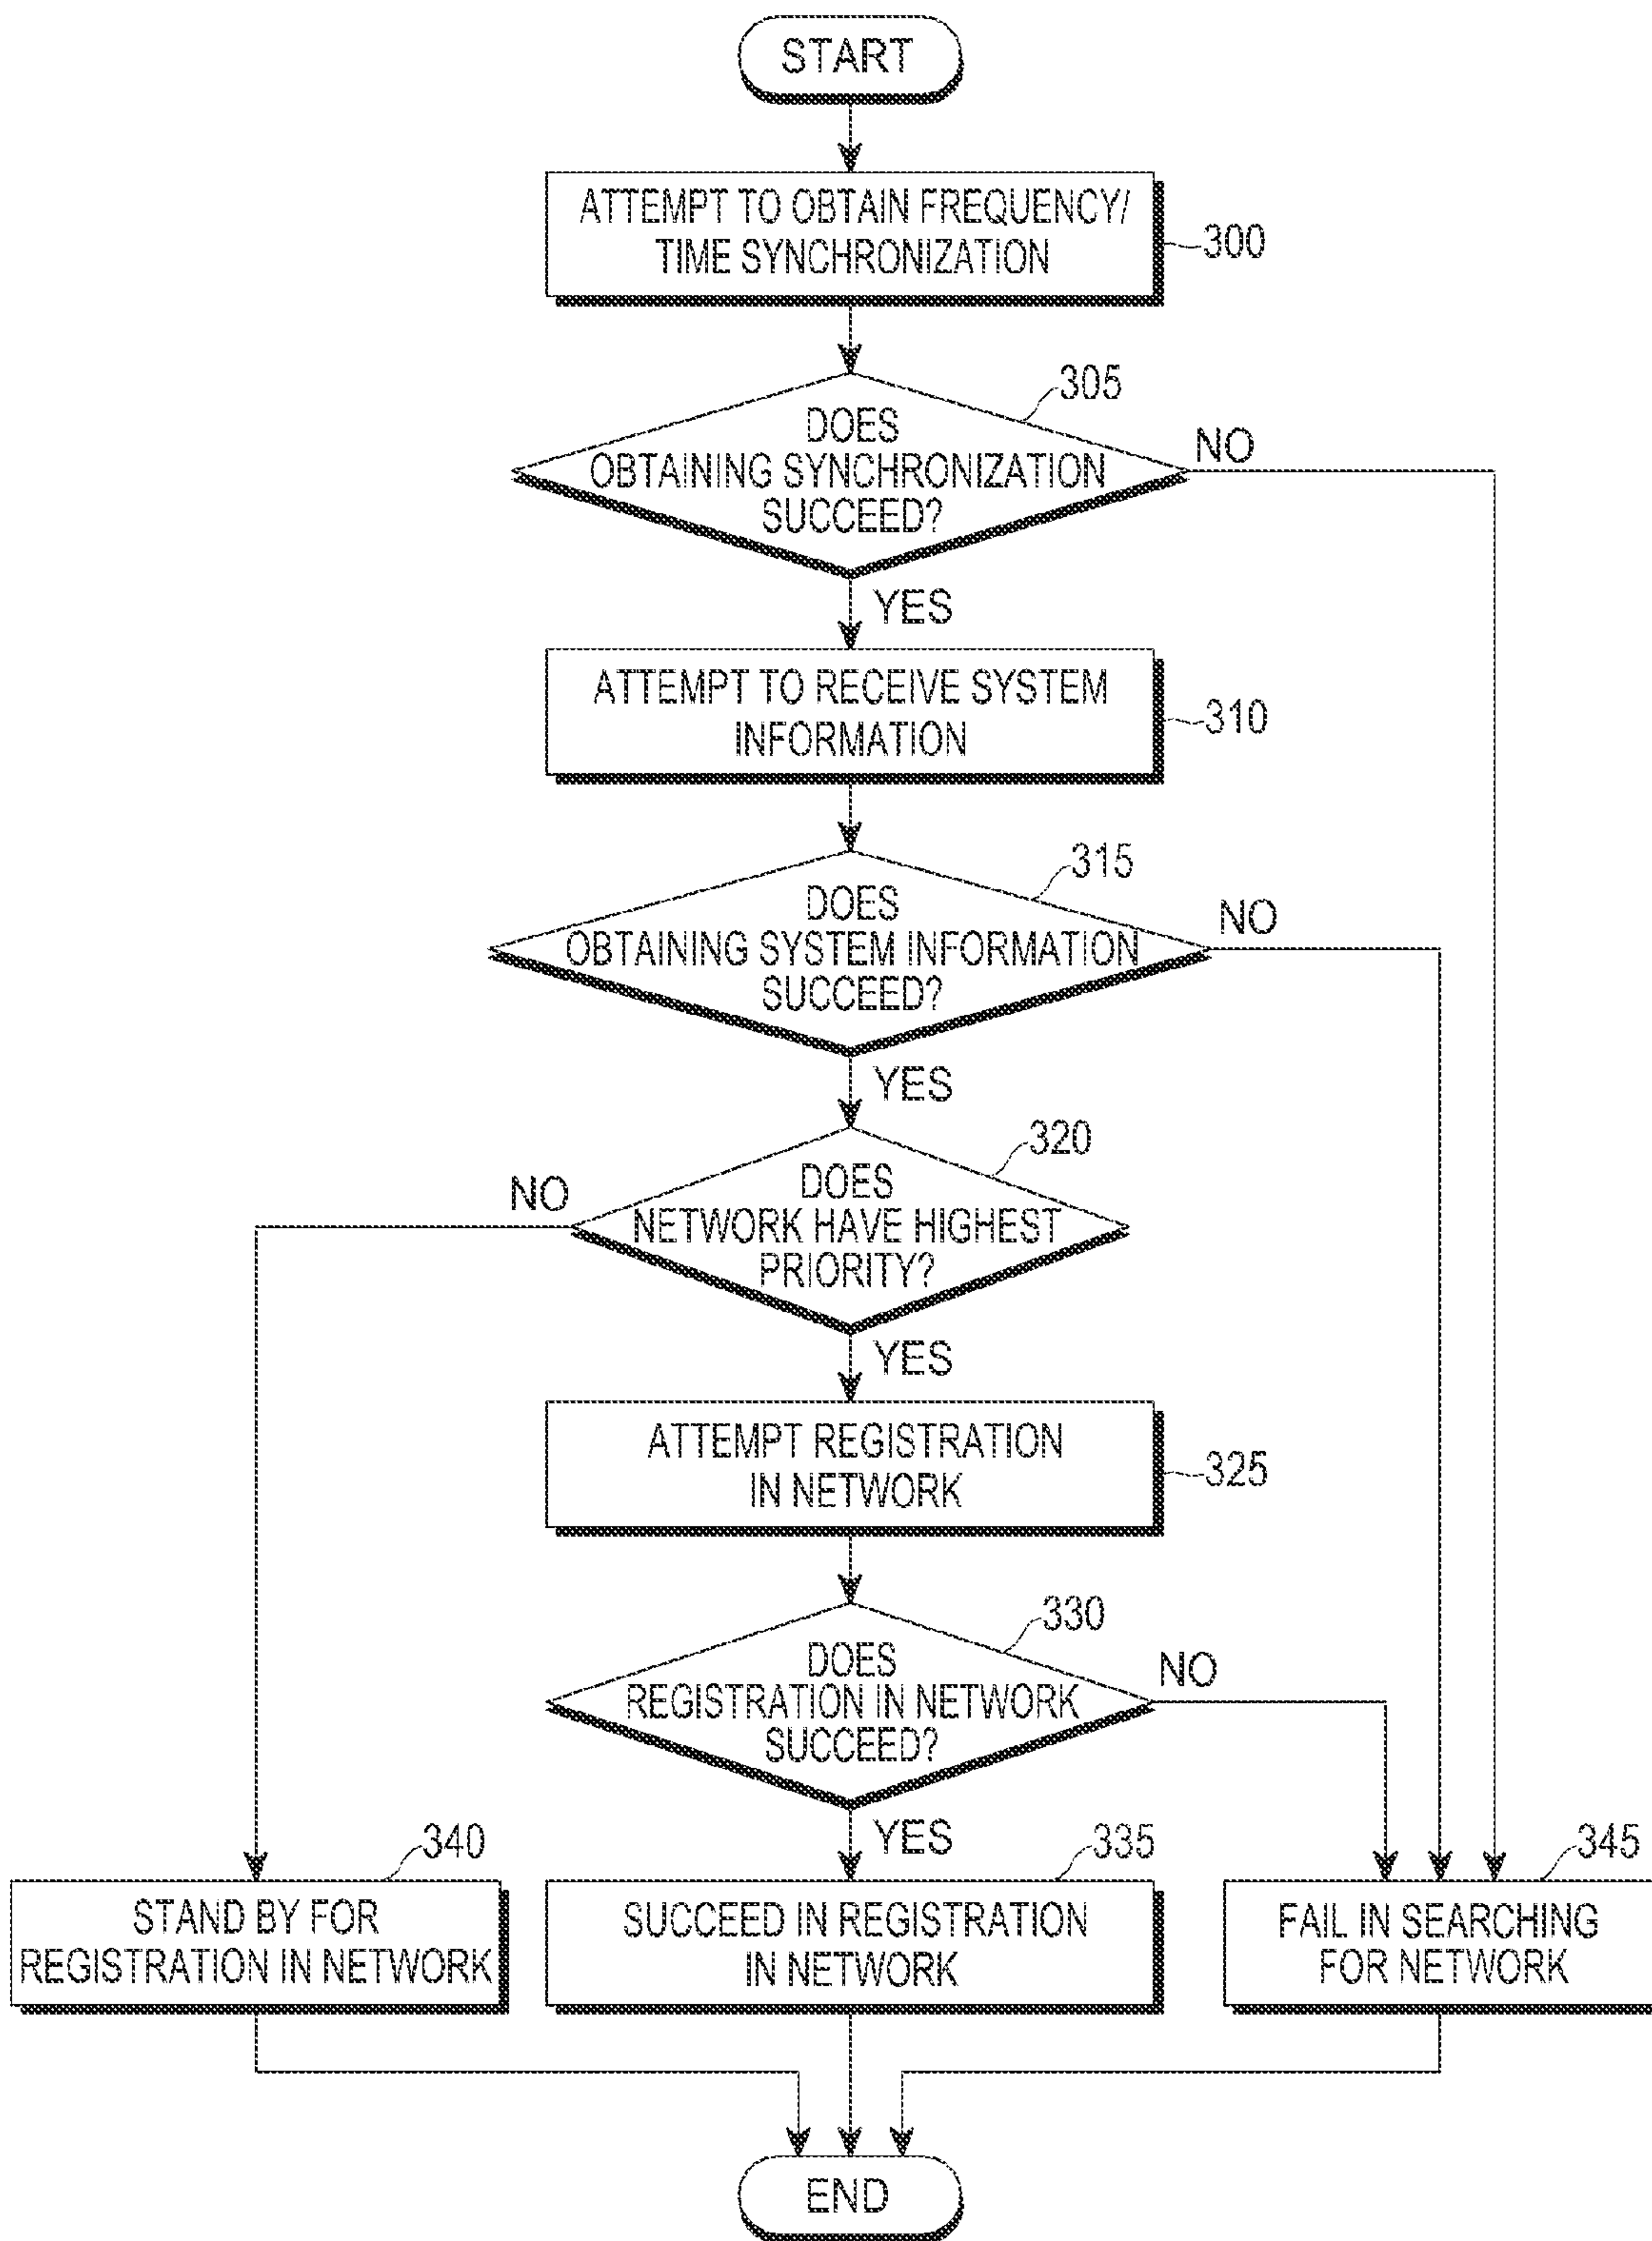 START
ATTEMPT TO OBTAIN FREQUENCY/
TIME SYNCHRONIZATION
300
305
DOES
OBTAINING SYNCHRONIZATION
SUCCEED?
NO
YES
ATTEMPT TO RECEIVE SYSTEM
INFORMATION
310
315
DOES
OBTAINING SYSTEM INFORMATION
SUCCEED?
NO
YES
320
DOES
NETWORK HAVE HIGHEST
PRIORITY?
NO
YES
ATTEMPT REGISTRATION
IN NETWORK
325
330
DOES
REGISTRATION IN NETWORK
SUCCEED?
NO
YES
340
STAND BY FOR
REGISTRATION IN NETWORK
335
SUCCEED IN REGISTRATION
IN NETWORK
345
FAIL IN SEARCHING
FOR NETWORK
END